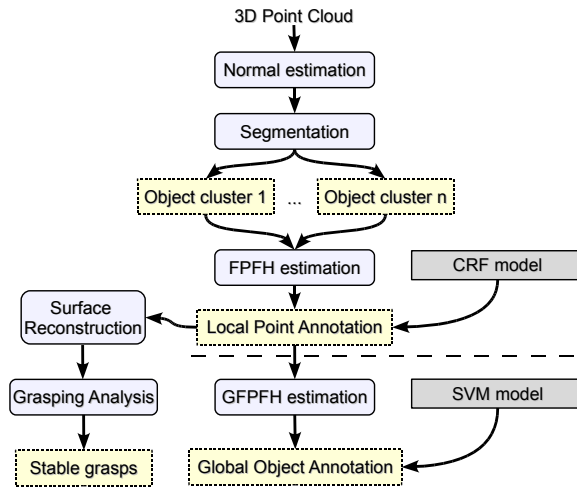 3D Point Cloud
Normal estimation
Segmentation
Object cluster 1
...
Object cluster n
FPFH estimation
CRF model
Surface
Reconstruction
Local Point Annotation
Grasping Analysis
GFPFH estimation
SVM model
Stable grasps
Global Object Annotation